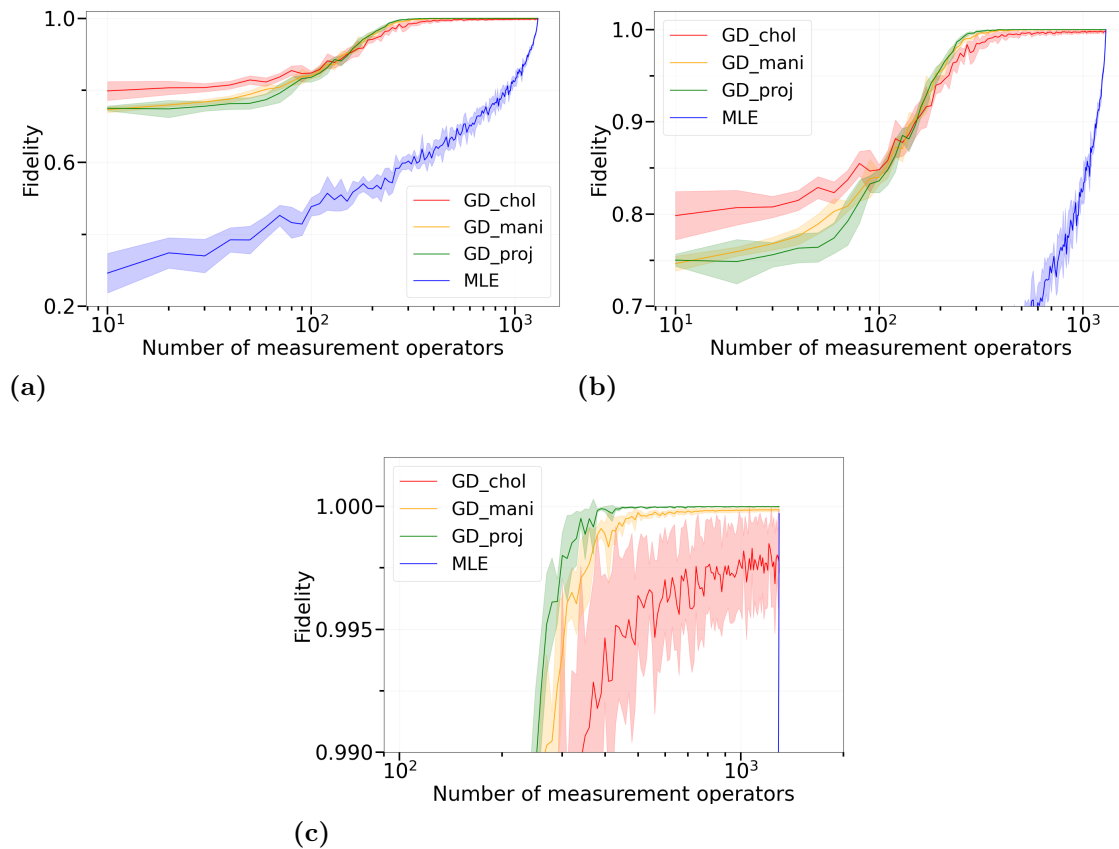 1.0
0.6
0.2
Fidelity
GD_chol
GD_mani
GD_proj
MLE
10^1
10^2
10^3
Number of measurement operators
(a)
1.0
0.9
0.8
0.7
Fidelity
GD_chol
GD_mani
GD_proj
MLE
10^1
10^2
10^3
Number of measurement operators
(b)
1.000
0.995
0.990
Fidelity
GD_chol
GD_mani
GD_proj
MLE
10^2
10^3
Number of measurement operators
(c)